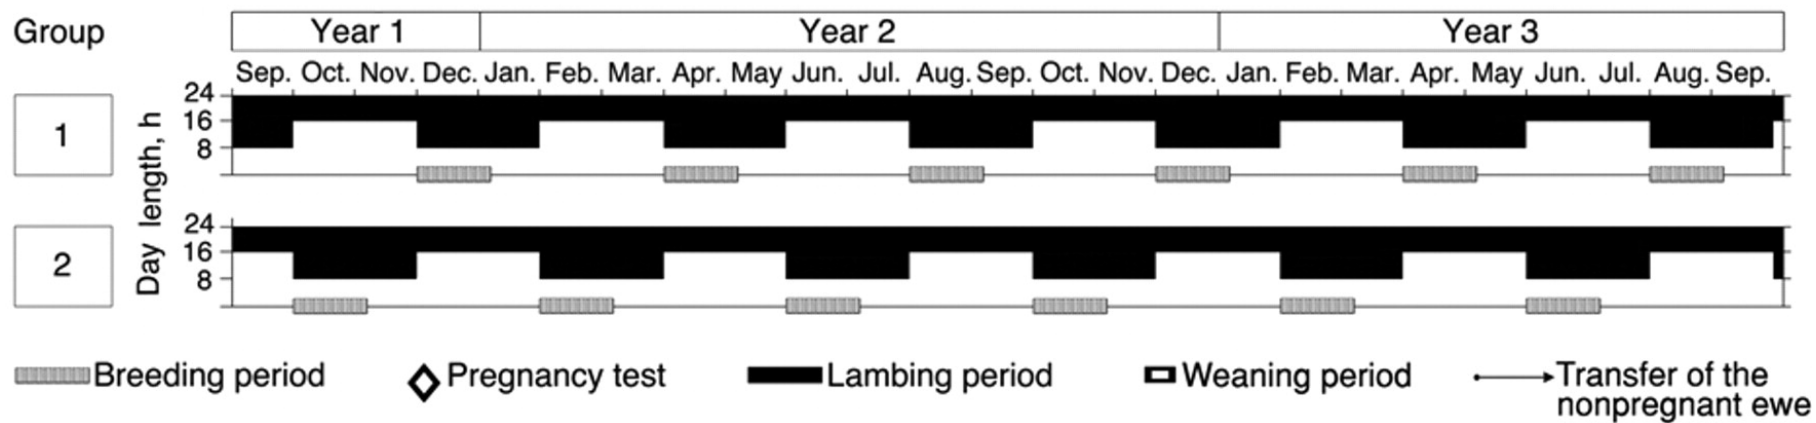 Group Year 1 Year 2 Year 3
Sep. Oct. Nov. Dec. Jan. Feb. Mar. Apr. May Jun. Jul. Aug. Sep. Oct. Nov. Dec. Jan. Feb. Mar. Apr. May Jun. Jul. Aug. Sep.
1
24
16
8
Day length, h
2
24
16
8
Breeding period Pregnancy test Lambing period Weaning period Transfer of the
nonpregnant ewe